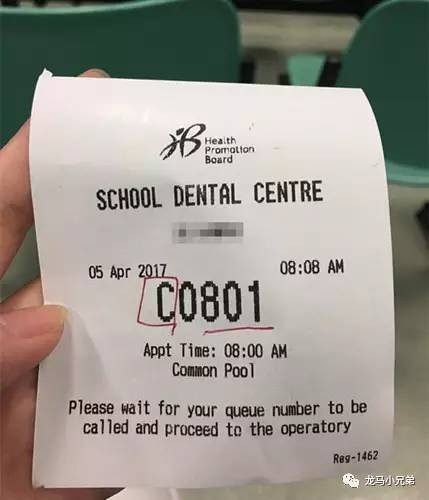 Health
Promotion
Board
SCHOOL DENTAL CENTRE
05 Apr 2017 08:08 AM
C0801
Appt Time: 08:00 AM
Common Pool
Please wait for your queue number to be
called and proceed to the operatory
Reg-1462
龙马小兄弟